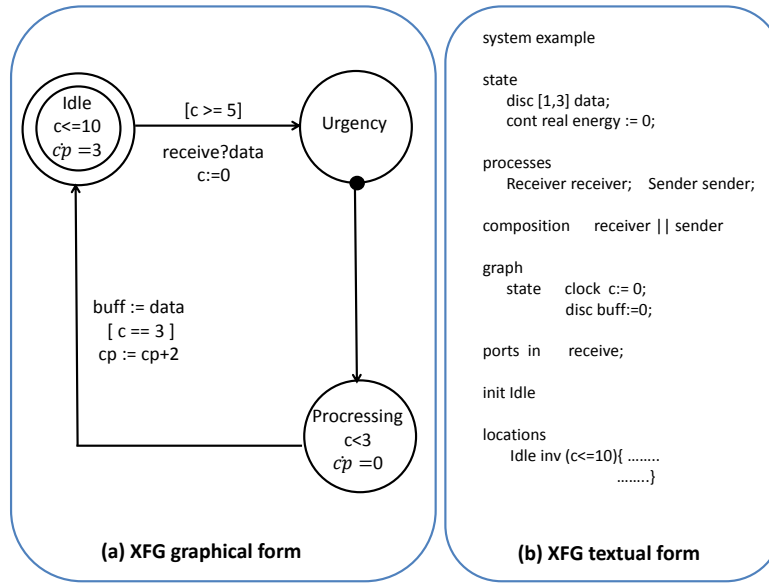 Idle
c<=10
ċp =3
[c >= 5]
receive?data
c:=0
Urgency
buff := data
[ c == 3 ]
cp := cp+2
Procressing
c<3
ċp =0
(a) XFG graphical form
system example
state
disc [1,3] data;
cont real energy := 0;
processes
Receiver receiver; Sender sender;
composition receiver || sender
graph
state clock c:= 0;
disc buff:=0;
ports in receive;
init Idle
locations
Idle inv (c<=10){ ........
........}
(b) XFG textual form